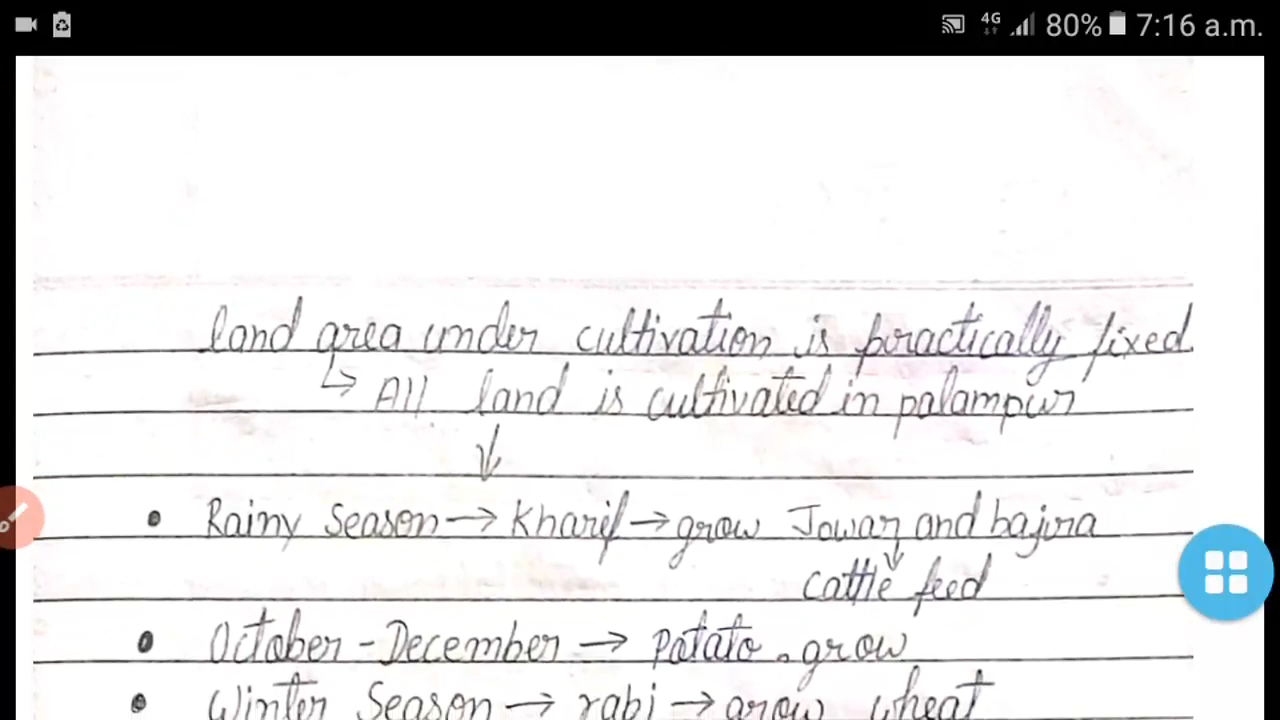 4G 80% 7:16 a.m.
land area under cultivation is practically fixed.
↳ All land is cultivated in palampur
↓
• Rainy Season → Kharif → grow Jowar and bajra
↓
cattle feed
• October - December → Potato . grow
• Winter Season → rabi → grow wheat